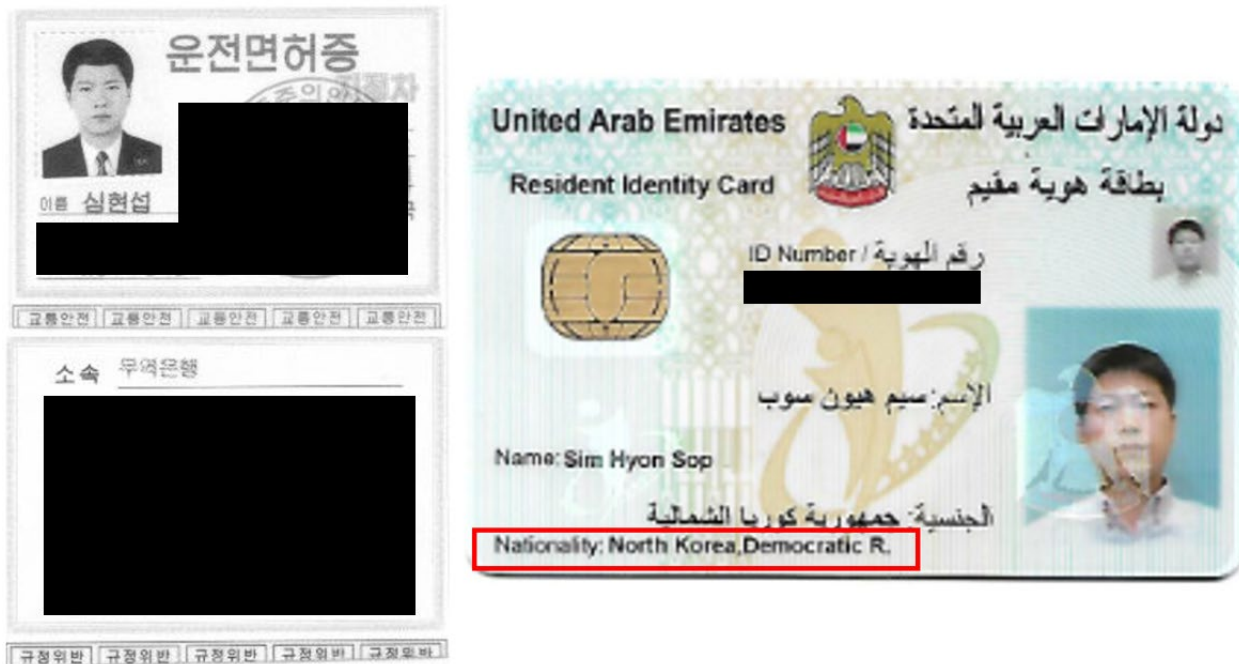 운전면허증
이름 심현섭
교통안전 교통안전 교통안전 교통안전 교통안전
소속 무역은행
규정위반 규정위반 규정위반 규정위반 규정위반
United Arab Emirates
دولة الإمارات العربية المتحدة
Resident Identity Card
بطاقة هوية مقيم
ID Number / رقم الهوية
الإسم: سيم هيون سوب
Name: Sim Hyon Sop
الجنسية: جمهورية كوريا الشمالية
Nationality: North Korea,Democratic R.